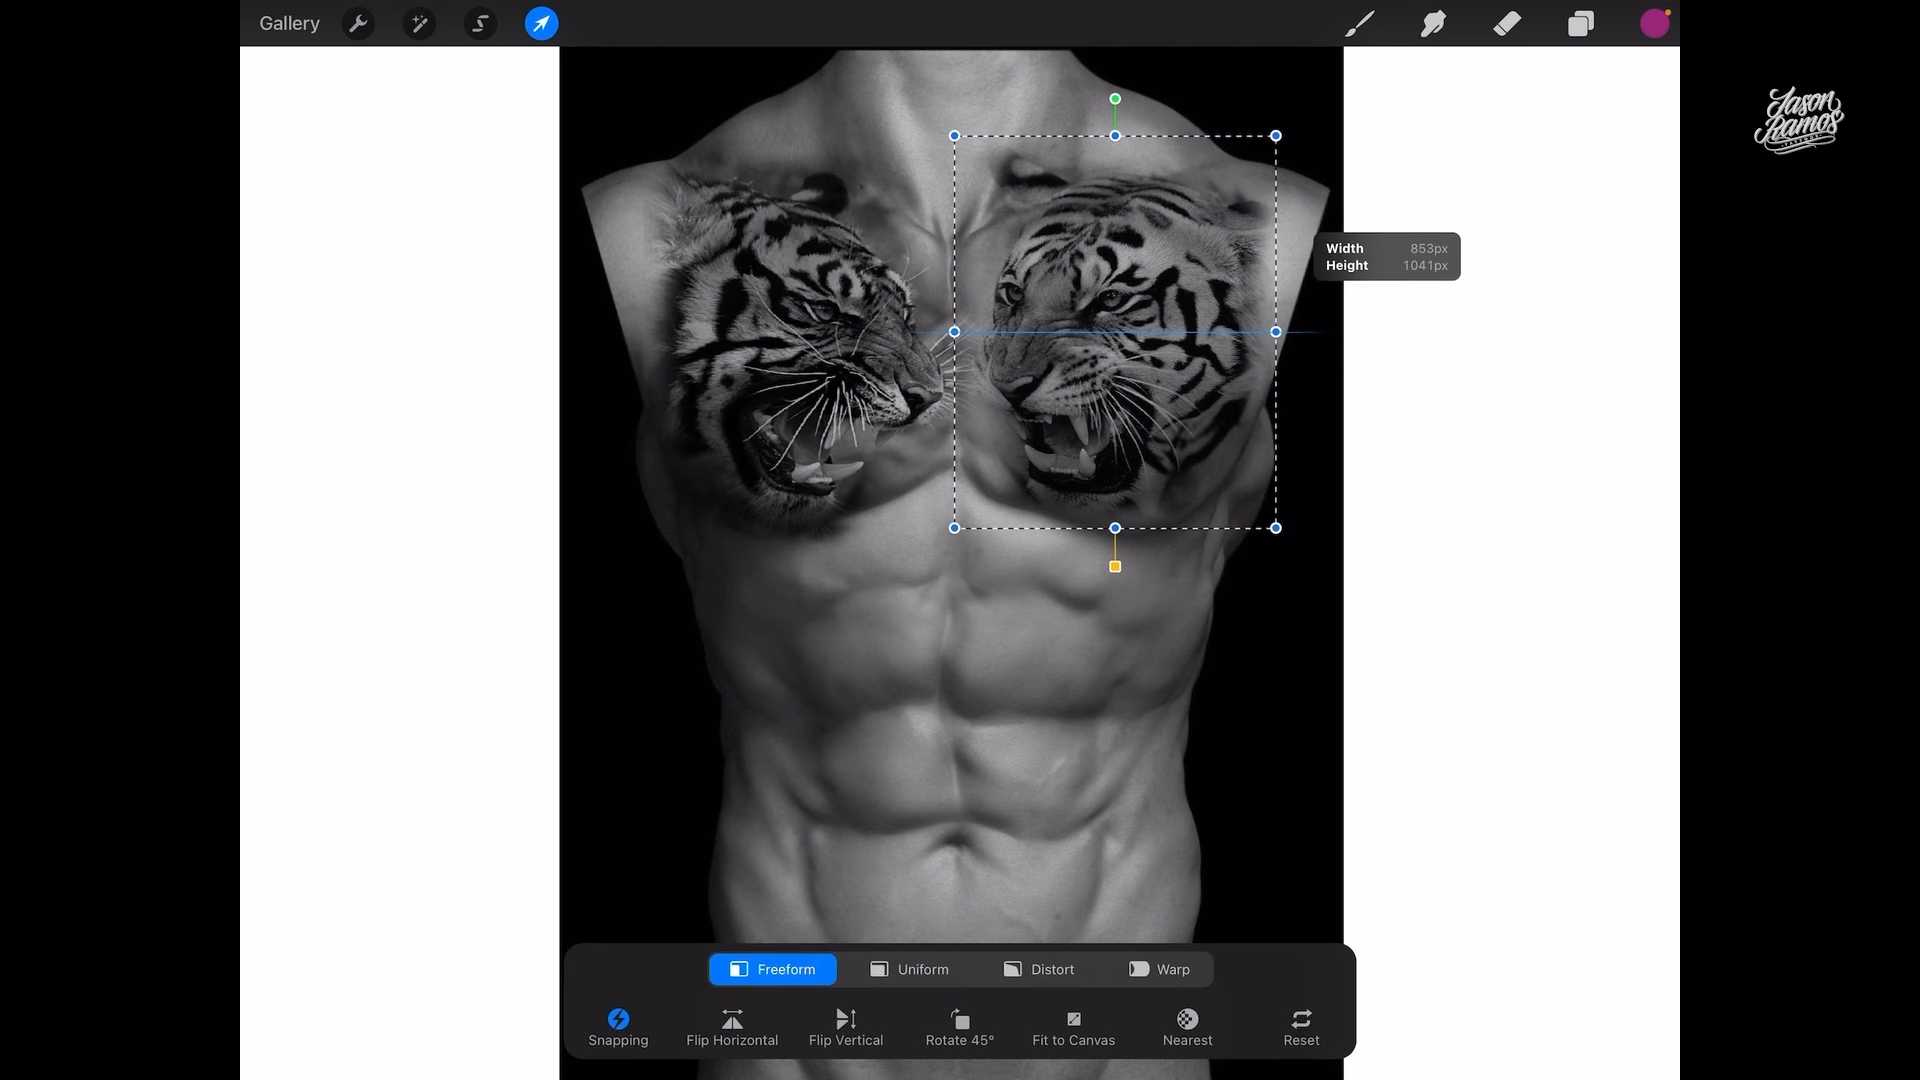 Gallery
Jason
Ramos
Width 853px
Height 1041px
Freeform Uniform Distort Warp
Snapping Flip Horizontal Flip Vertical Rotate 45° Fit to Canvas Nearest Reset